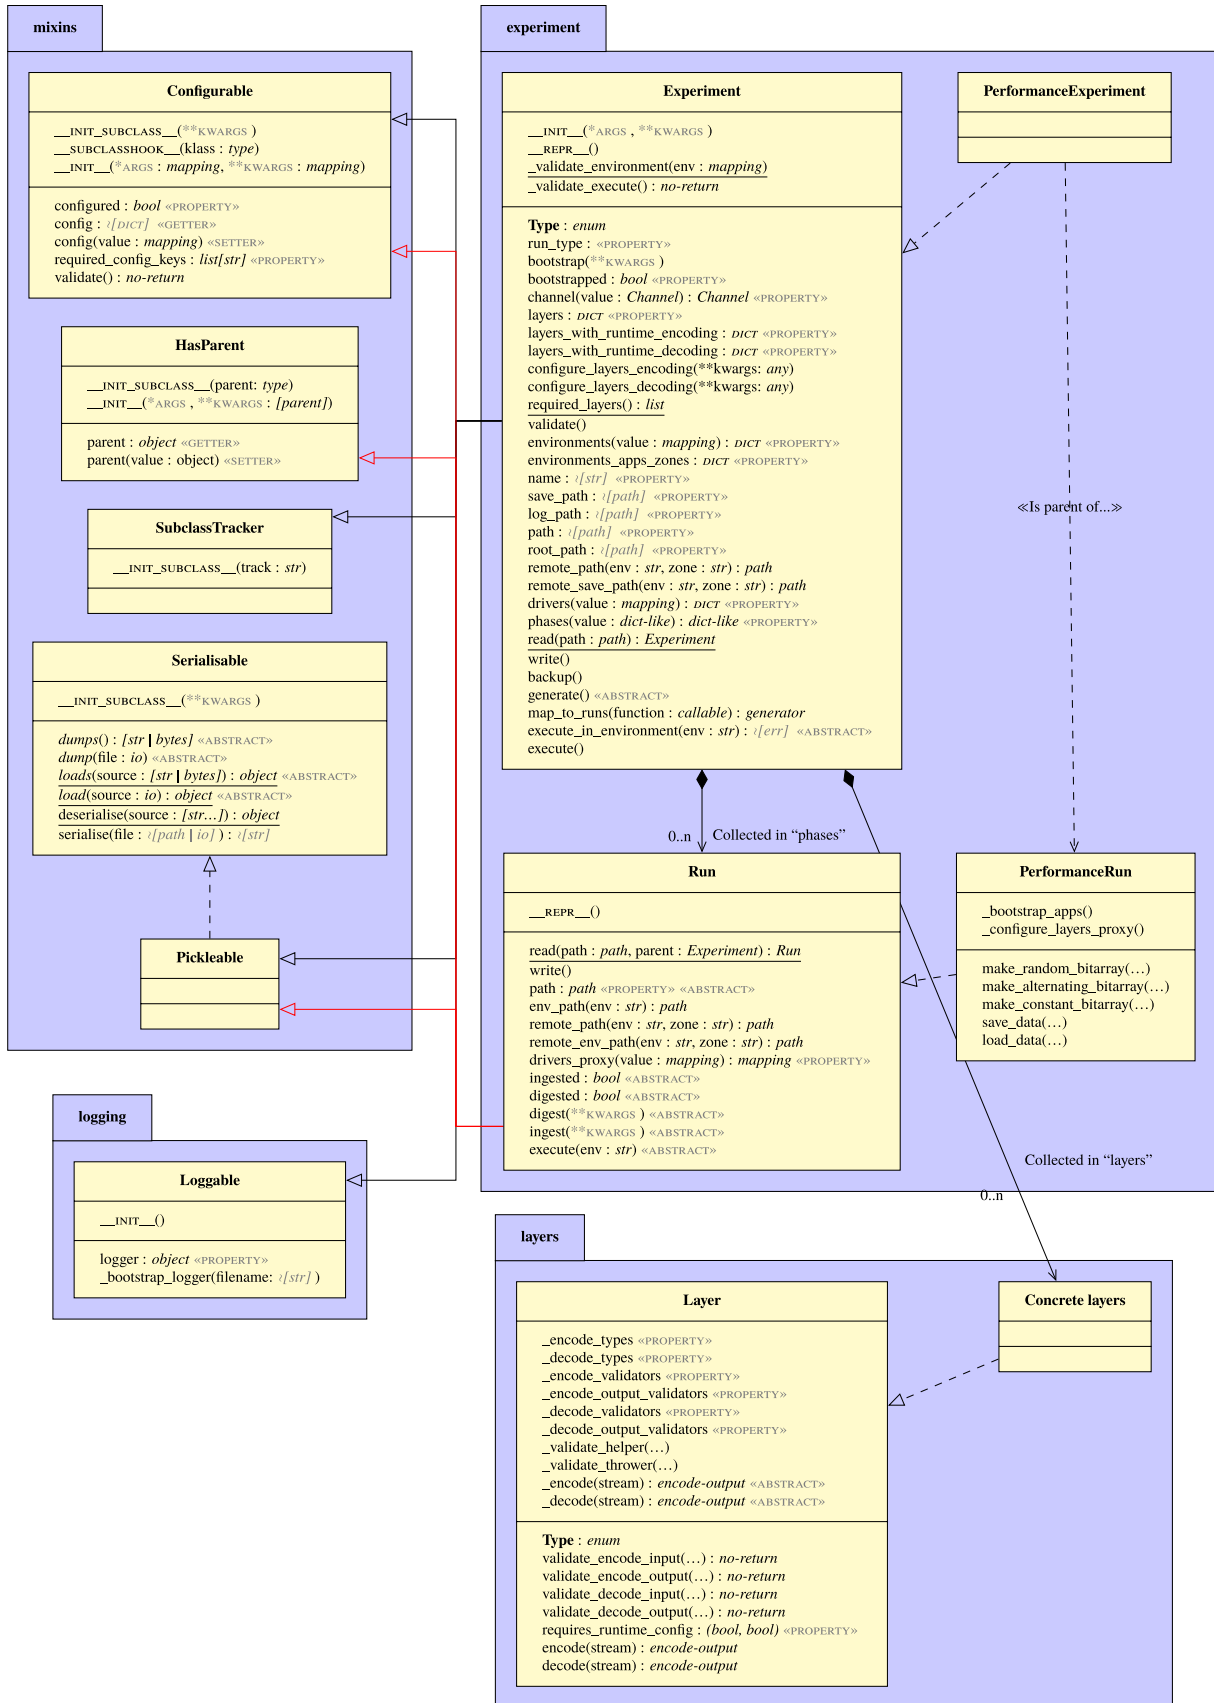 mixins
Configurable
__INIT_SUBCLASS__(**KWARGS )
__SUBCLASSHOOK__(klass : type)
__INIT__(*ARGS : mapping, **KWARGS : mapping)
configured : bool «PROPERTY»
config : ≀[DICT] «GETTER»
config(value : mapping) «SETTER»
required_config_keys : list[str] «PROPERTY»
validate() : no-return
HasParent
__INIT_SUBCLASS__(parent: type)
__INIT__(*ARGS , **KWARGS : [parent])
parent : object «GETTER»
parent(value : object) «SETTER»
SubclassTracker
__INIT_SUBCLASS__(track : str)
Serialisable
__INIT_SUBCLASS__(**KWARGS )
dumps() : [str | bytes] «ABSTRACT»
dump(file : io) «ABSTRACT»
loads(source : [str | bytes]) : object «ABSTRACT»
load(source : io) : object «ABSTRACT»
deserialise(source : [str...]) : object
serialise(file : ≀[path | io] ) : ≀[str]
Pickleable
logging
Loggable
__INIT__()
logger : object «PROPERTY»
_bootstrap_logger(filename: ≀[str] )
experiment
Experiment
__INIT__(*ARGS , **KWARGS )
__REPR__()
_validate_environment(env : mapping)
_validate_execute() : no-return
Type : enum
run_type : «PROPERTY»
bootstrap(**KWARGS )
bootstrapped : bool «PROPERTY»
channel(value : Channel) : Channel «PROPERTY»
layers : DICT «PROPERTY»
layers_with_runtime_encoding : DICT «PROPERTY»
layers_with_runtime_decoding : DICT «PROPERTY»
configure_layers_encoding(**kwargs: any)
configure_layers_decoding(**kwargs: any)
required_layers() : list
validate()
environments(value : mapping) : DICT «PROPERTY»
environments_apps_zones : DICT «PROPERTY»
name : ≀[str] «PROPERTY»
save_path : ≀[path] «PROPERTY»
log_path : ≀[path] «PROPERTY»
path : ≀[path] «PROPERTY»
root_path : ≀[path] «PROPERTY»
remote_path(env : str, zone : str) : path
remote_save_path(env : str, zone : str) : path
drivers(value : mapping) : DICT «PROPERTY»
phases(value : dict-like) : dict-like «PROPERTY»
read(path : path) : Experiment
write()
backup()
generate() «ABSTRACT»
map_to_runs(function : callable) : generator
execute_in_environment(env : str) : ≀[err] «ABSTRACT»
execute()
PerformanceExperiment
≪Is parent of...≫
0..n
Collected in “phases”
Run
__REPR__()
read(path : path, parent : Experiment) : Run
write()
path : path «PROPERTY» «ABSTRACT»
env_path(env : str) : path
remote_path(env : str, zone : str) : path
remote_env_path(env : str, zone : str) : path
drivers_proxy(value : mapping) : mapping «PROPERTY»
ingested : bool «ABSTRACT»
digested : bool «ABSTRACT»
digest(**KWARGS ) «ABSTRACT»
ingest(**KWARGS ) «ABSTRACT»
execute(env : str) «ABSTRACT»
PerformanceRun
_bootstrap_apps()
_configure_layers_proxy()
make_random_bitarray(…)
make_alternating_bitarray(…)
make_constant_bitarray(…)
save_data(…)
load_data(…)
Collected in “layers”
0..n
layers
Layer
_encode_types «PROPERTY»
_decode_types «PROPERTY»
_encode_validators «PROPERTY»
_encode_output_validators «PROPERTY»
_decode_validators «PROPERTY»
_decode_output_validators «PROPERTY»
_validate_helper(…)
_validate_thrower(…)
_encode(stream) : encode-output «ABSTRACT»
_decode(stream) : encode-output «ABSTRACT»
Type : enum
validate_encode_input(…) : no-return
validate_encode_output(…) : no-return
validate_decode_input(…) : no-return
validate_decode_output(…) : no-return
requires_runtime_config : (bool, bool) «PROPERTY»
encode(stream) : encode-output
decode(stream) : encode-output
Concrete layers